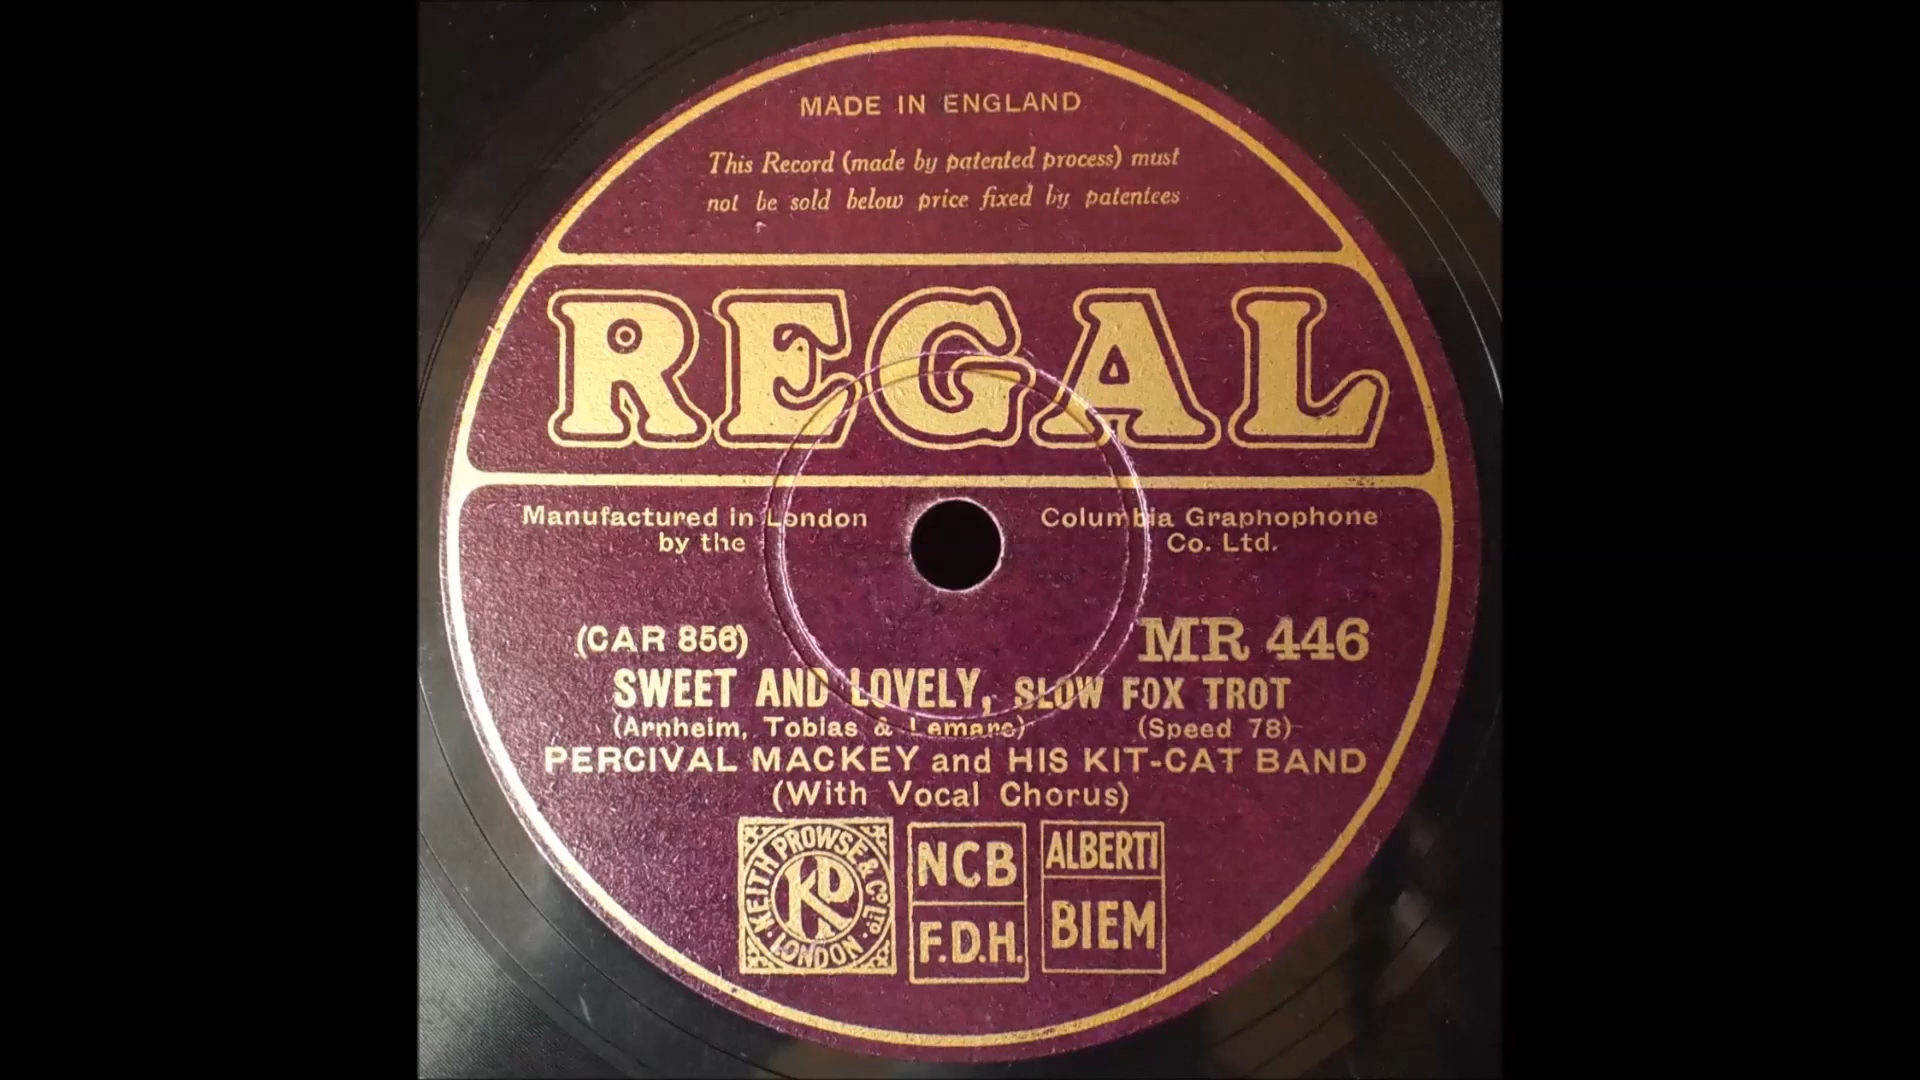 MADE IN ENGLAND
This Record (made by patented process) must
not be sold below price fixed by patentees
REGAL
Manufactured in London
by the
Columbia Graphophone
Co. Ltd.
(CAR 856)
MR 446
SWEET AND LOVELY, SLOW FOX TROT
(Arnheim, Tobias & Lemare) (Speed 78)
PERCIVAL MACKEY and HIS KIT-CAT BAND
(With Vocal Chorus)
KEITH PROWSE & Co. LTD.
LONDON
KP
NCB
F.D.H.
ALBERTI
BIEM